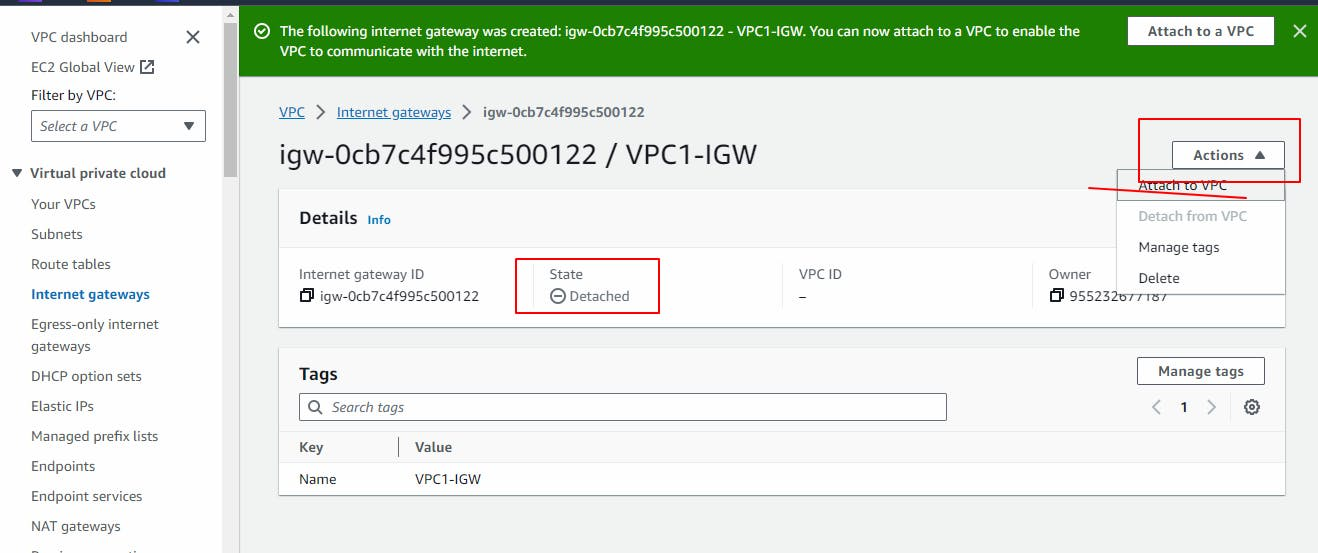 VPC dashboard
EC2 Global View
Filter by VPC:
Select a VPC
Virtual private cloud
Your VPCs
Subnets
Route tables
Internet gateways
Egress-only internet
gateways
DHCP option sets
Elastic IPs
Managed prefix lists
Endpoints
Endpoint services
NAT gateways
The following internet gateway was created: igw-0cb7c4f995c500122 - VPC1-IGW. You can now attach to a VPC to enable the
VPC to communicate with the internet.
Attach to a VPC
VPC
Internet gateways
igw-0cb7c4f995c500122
igw-0cb7c4f995c500122 / VPC1-IGW
Actions
Attach to VPC
Detach from VPC
Manage tags
Delete
Details Info
Internet gateway ID
igw-0cb7c4f995c500122
State
Detached
VPC ID
–
Owner
955232677187
Tags
Manage tags
Search tags
1
Key Value
Name VPC1-IGW